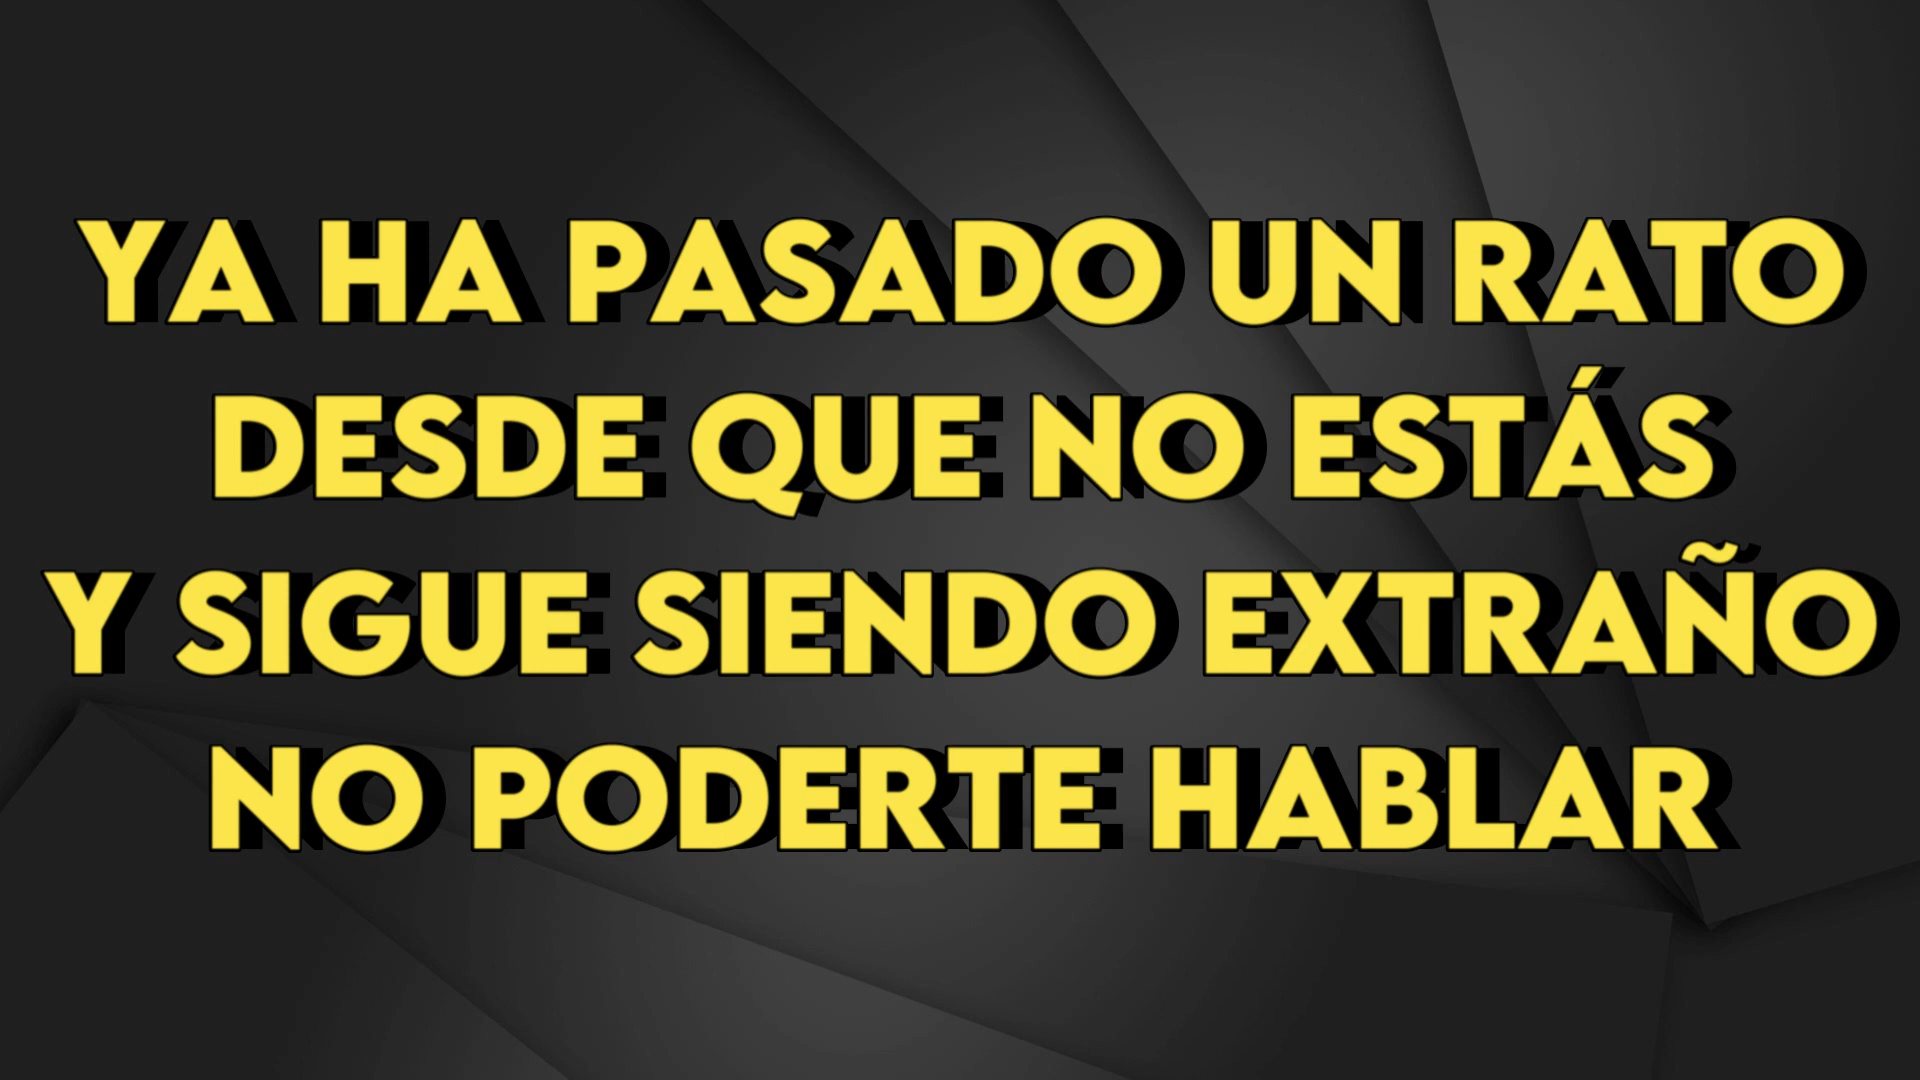 YA HA PASADO UN RATO
DESDE QUE NO ESTÁS
Y SIGUE SIENDO EXTRAÑO
NO PODERTE HABLAR